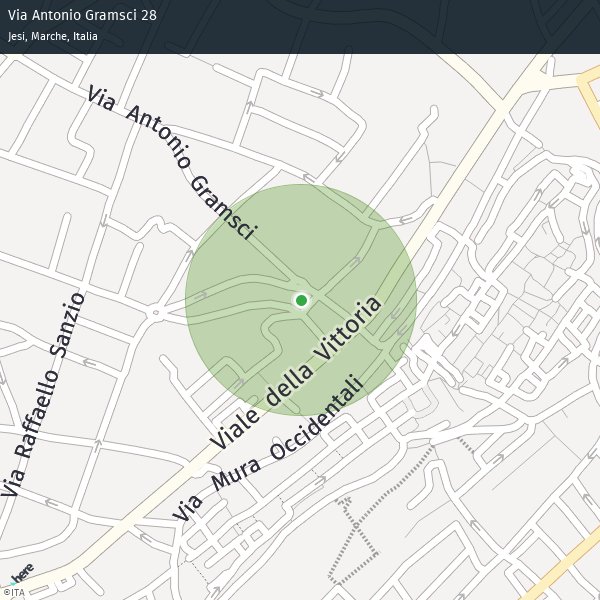 Via Antonio Gramsci 28
Jesi, Marche, Italia
Via Antonio Gramsci
Via Raffaello Sanzio
Viale della Vittoria
Via Mura Occidentali
here
©ITA